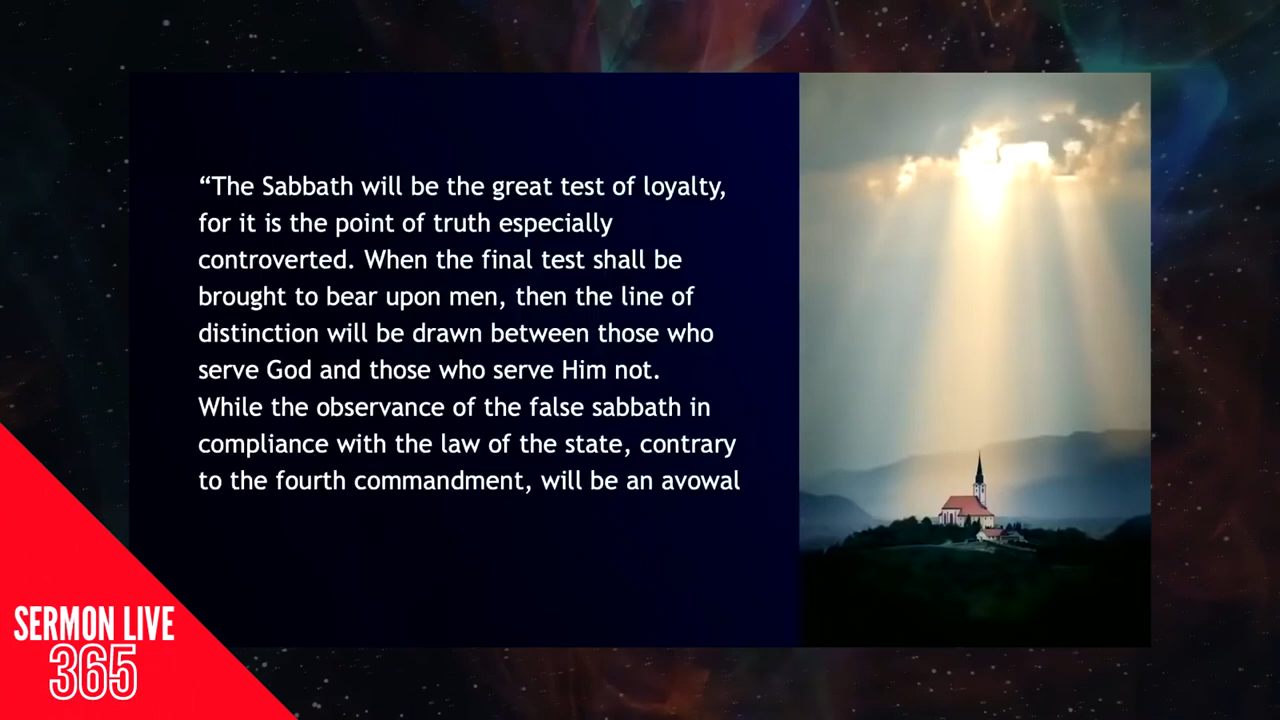 “The Sabbath will be the great test of loyalty,
for it is the point of truth especially
controverted. When the final test shall be
brought to bear upon men, then the line of
distinction will be drawn between those who
serve God and those who serve Him not.
While the observance of the false sabbath in
compliance with the law of the state, contrary
to the fourth commandment, will be an avowal
SERMON LIVE
365